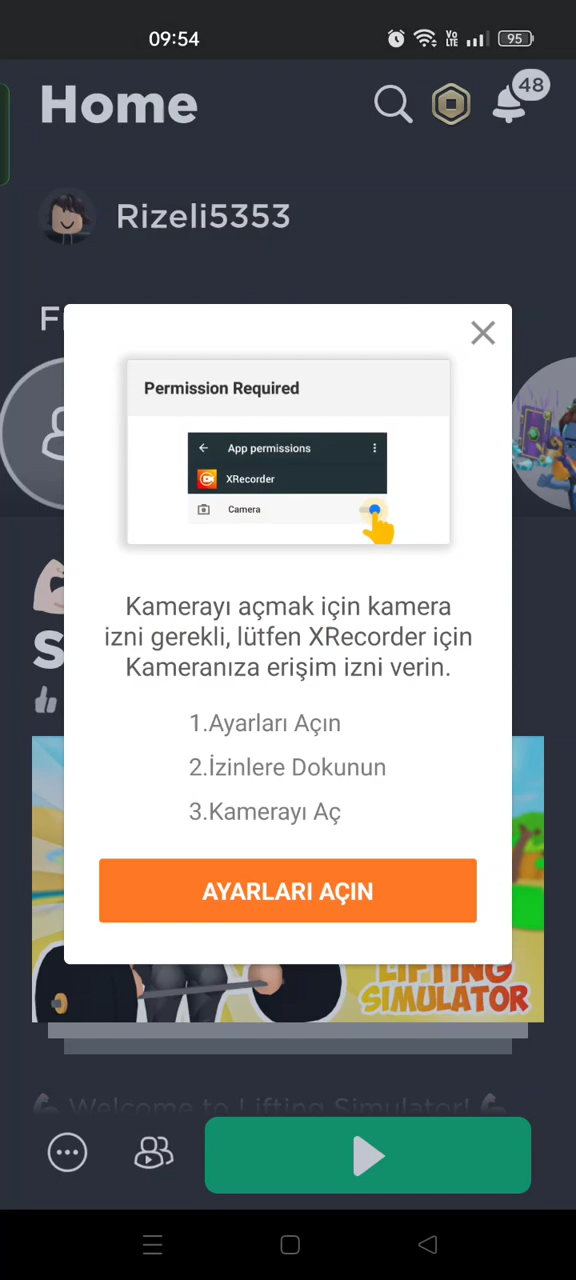 09:54
VO
LTE
95
Home
48
Rizeli5353
F
Permission Required
App permissions
XRecorder
Camera
Kamerayı açmak için kamera
izni gerekli, lütfen XRecorder için
Kameranıza erişim izni verin.
S
1.Ayarları Açın
2.İzinlere Dokunun
3.Kamerayı Aç
AYARLARI AÇIN
LIFTING
SIMULATOR
Welcome to Lifting Simulator!